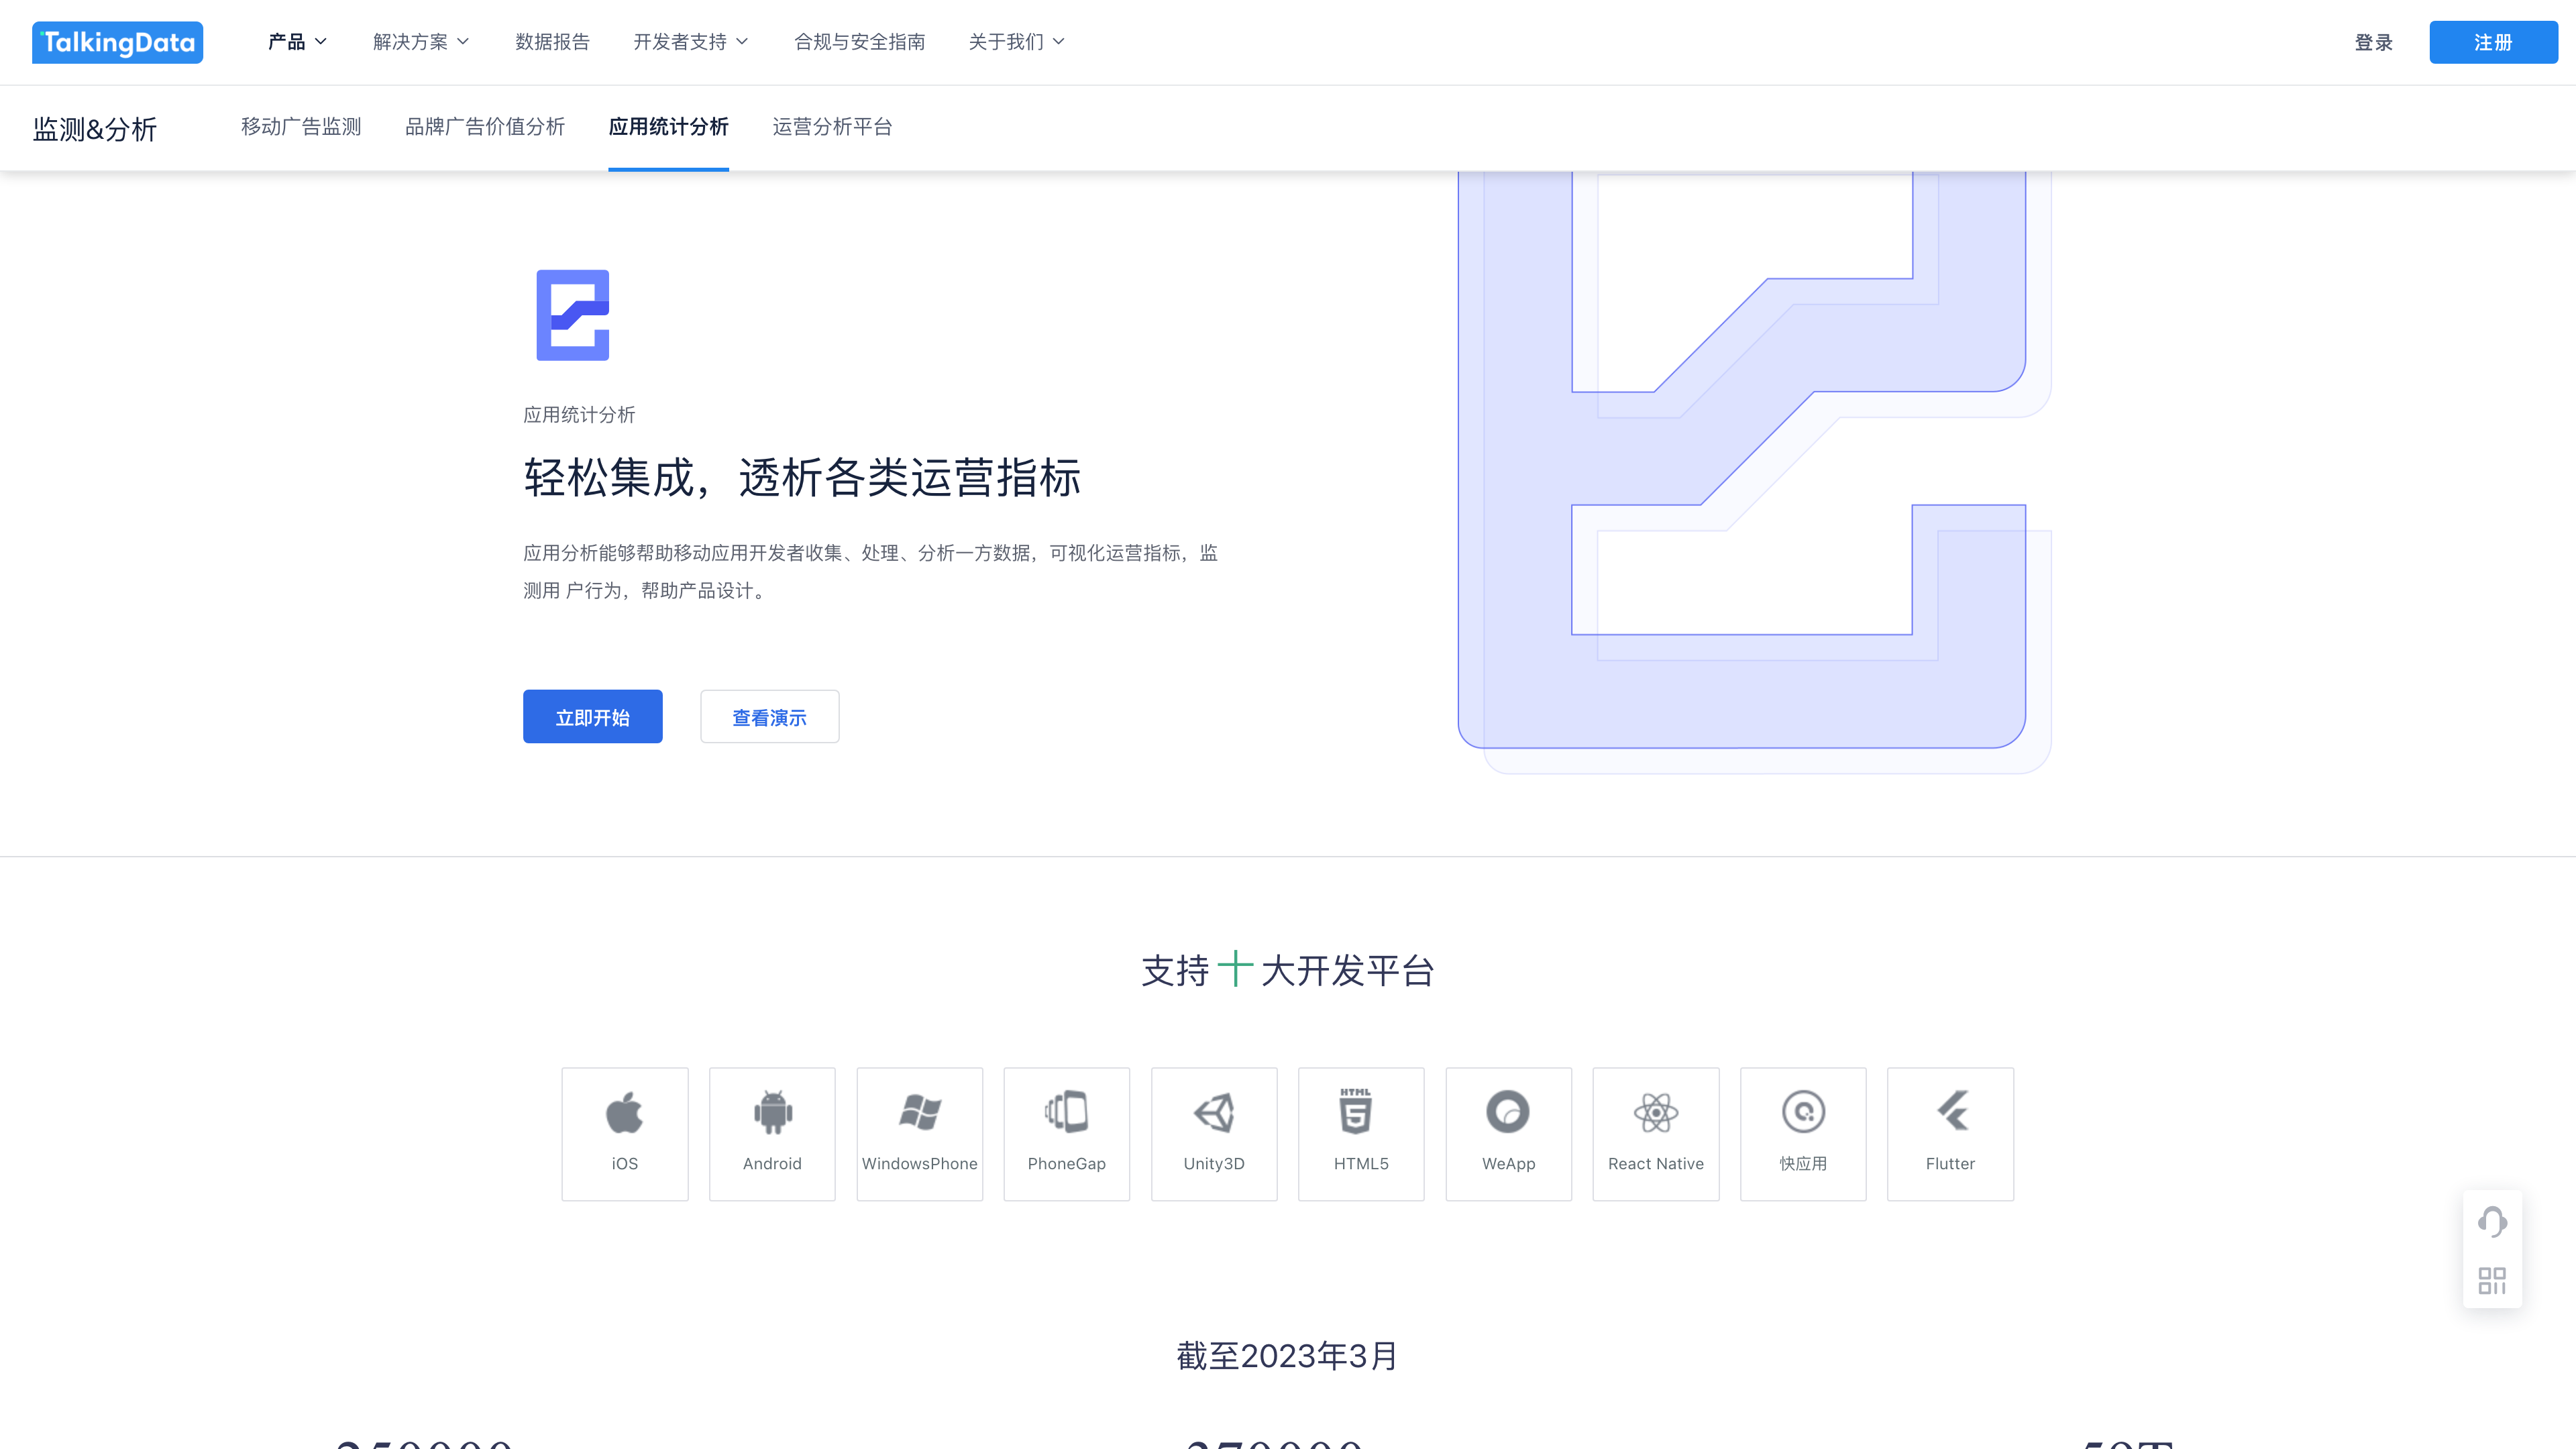 TalkingData 产品 解决方案 数据报告 开发者支持 合规与安全指南 关于我们 登录 注册
监测&分析 移动广告监测 品牌广告价值分析 应用统计分析 运营分析平台
应用统计分析
轻松集成，透析各类运营指标
应用分析能够帮助移动应用开发者收集、处理、分析一方数据，可视化运营指标，监
测用 户行为，帮助产品设计。
立即开始 查看演示
支持十大开发平台
HTML
5
iOS Android WindowsPhone PhoneGap Unity3D HTML5 WeApp React Native 快应用 Flutter
截至2023年3月